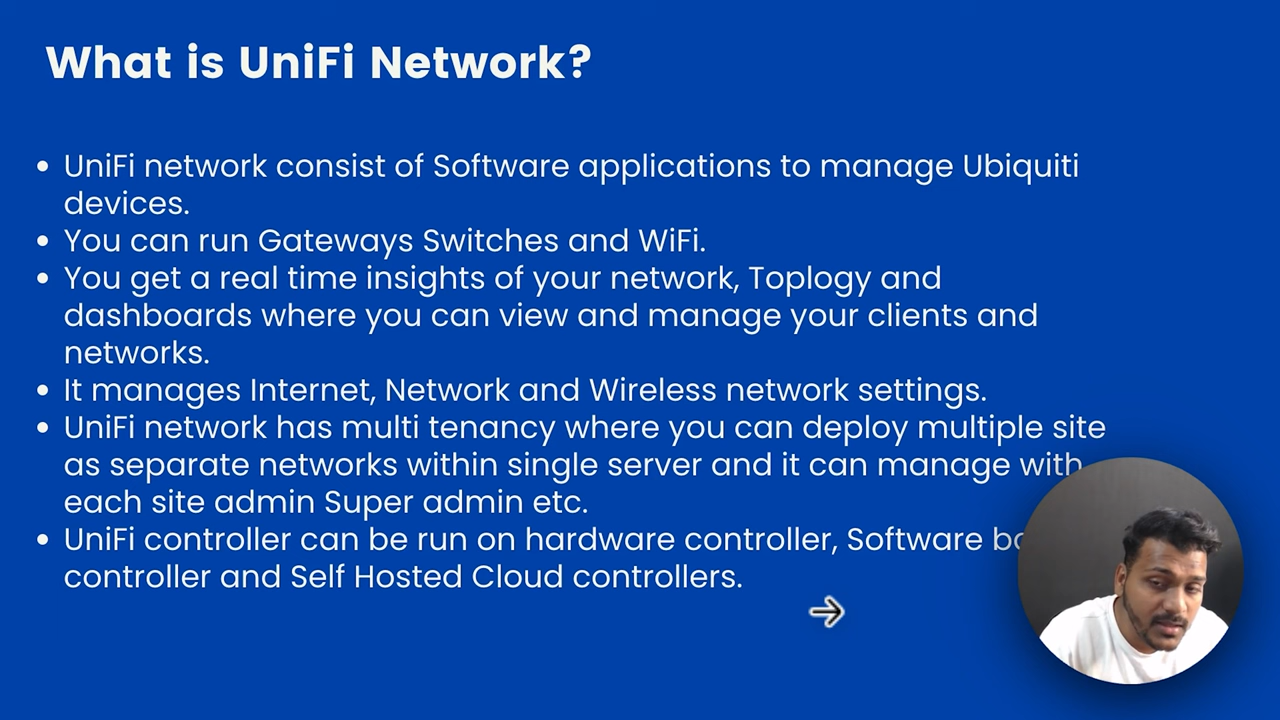 What is UniFi Network?
• UniFi network consist of Software applications to manage Ubiquiti
devices.
• You can run Gateways Switches and WiFi.
• You get a real time insights of your network, Toplogy and
dashboards where you can view and manage your clients and
networks.
• It manages Internet, Network and Wireless network settings.
• UniFi network has multi tenancy where you can deploy multiple site
as separate networks within single server and it can manage with
each site admin Super admin etc.
• UniFi controller can be run on hardware controller, Software
controller and Self Hosted Cloud controllers.